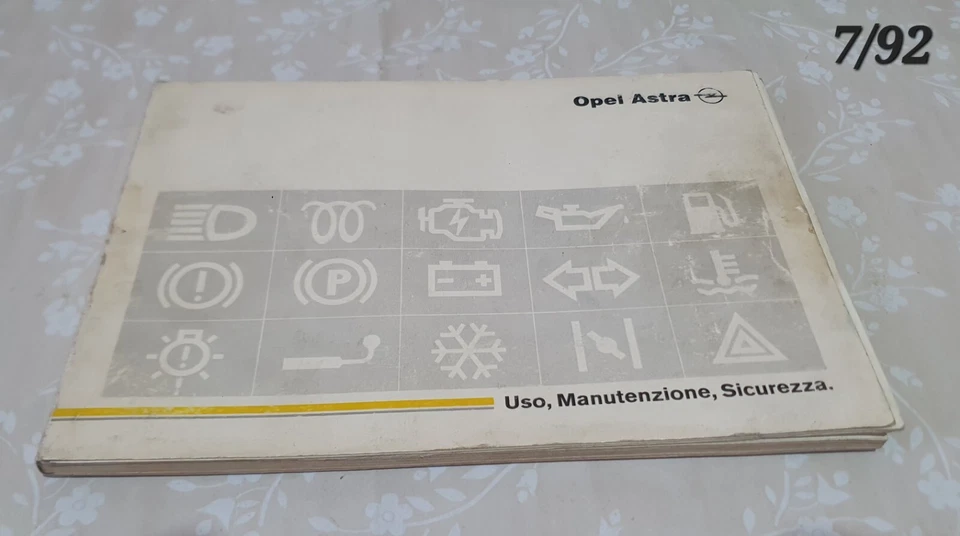 7/92
Opel Astra
P
Uso, Manutenzione, Sicurezza.